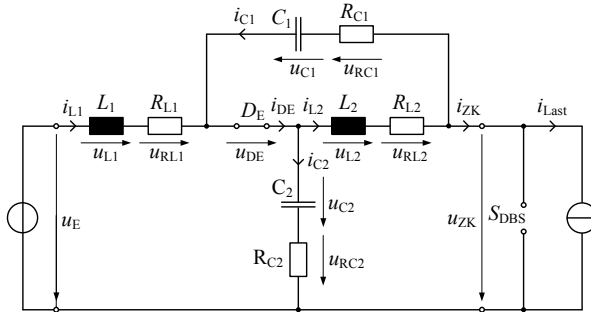 i_C1 C_1 R_C1
u_C1 u_RC1
i_L1 L_1 R_L1 D_E i_DE i_L2 L_2 R_L2 i_ZK i_Last
u_L1 u_RL1 u_DE i_C2 u_L2 u_RL2
C_2
u_E u_C2 u_ZK S_DBS
R_C2 u_RC2